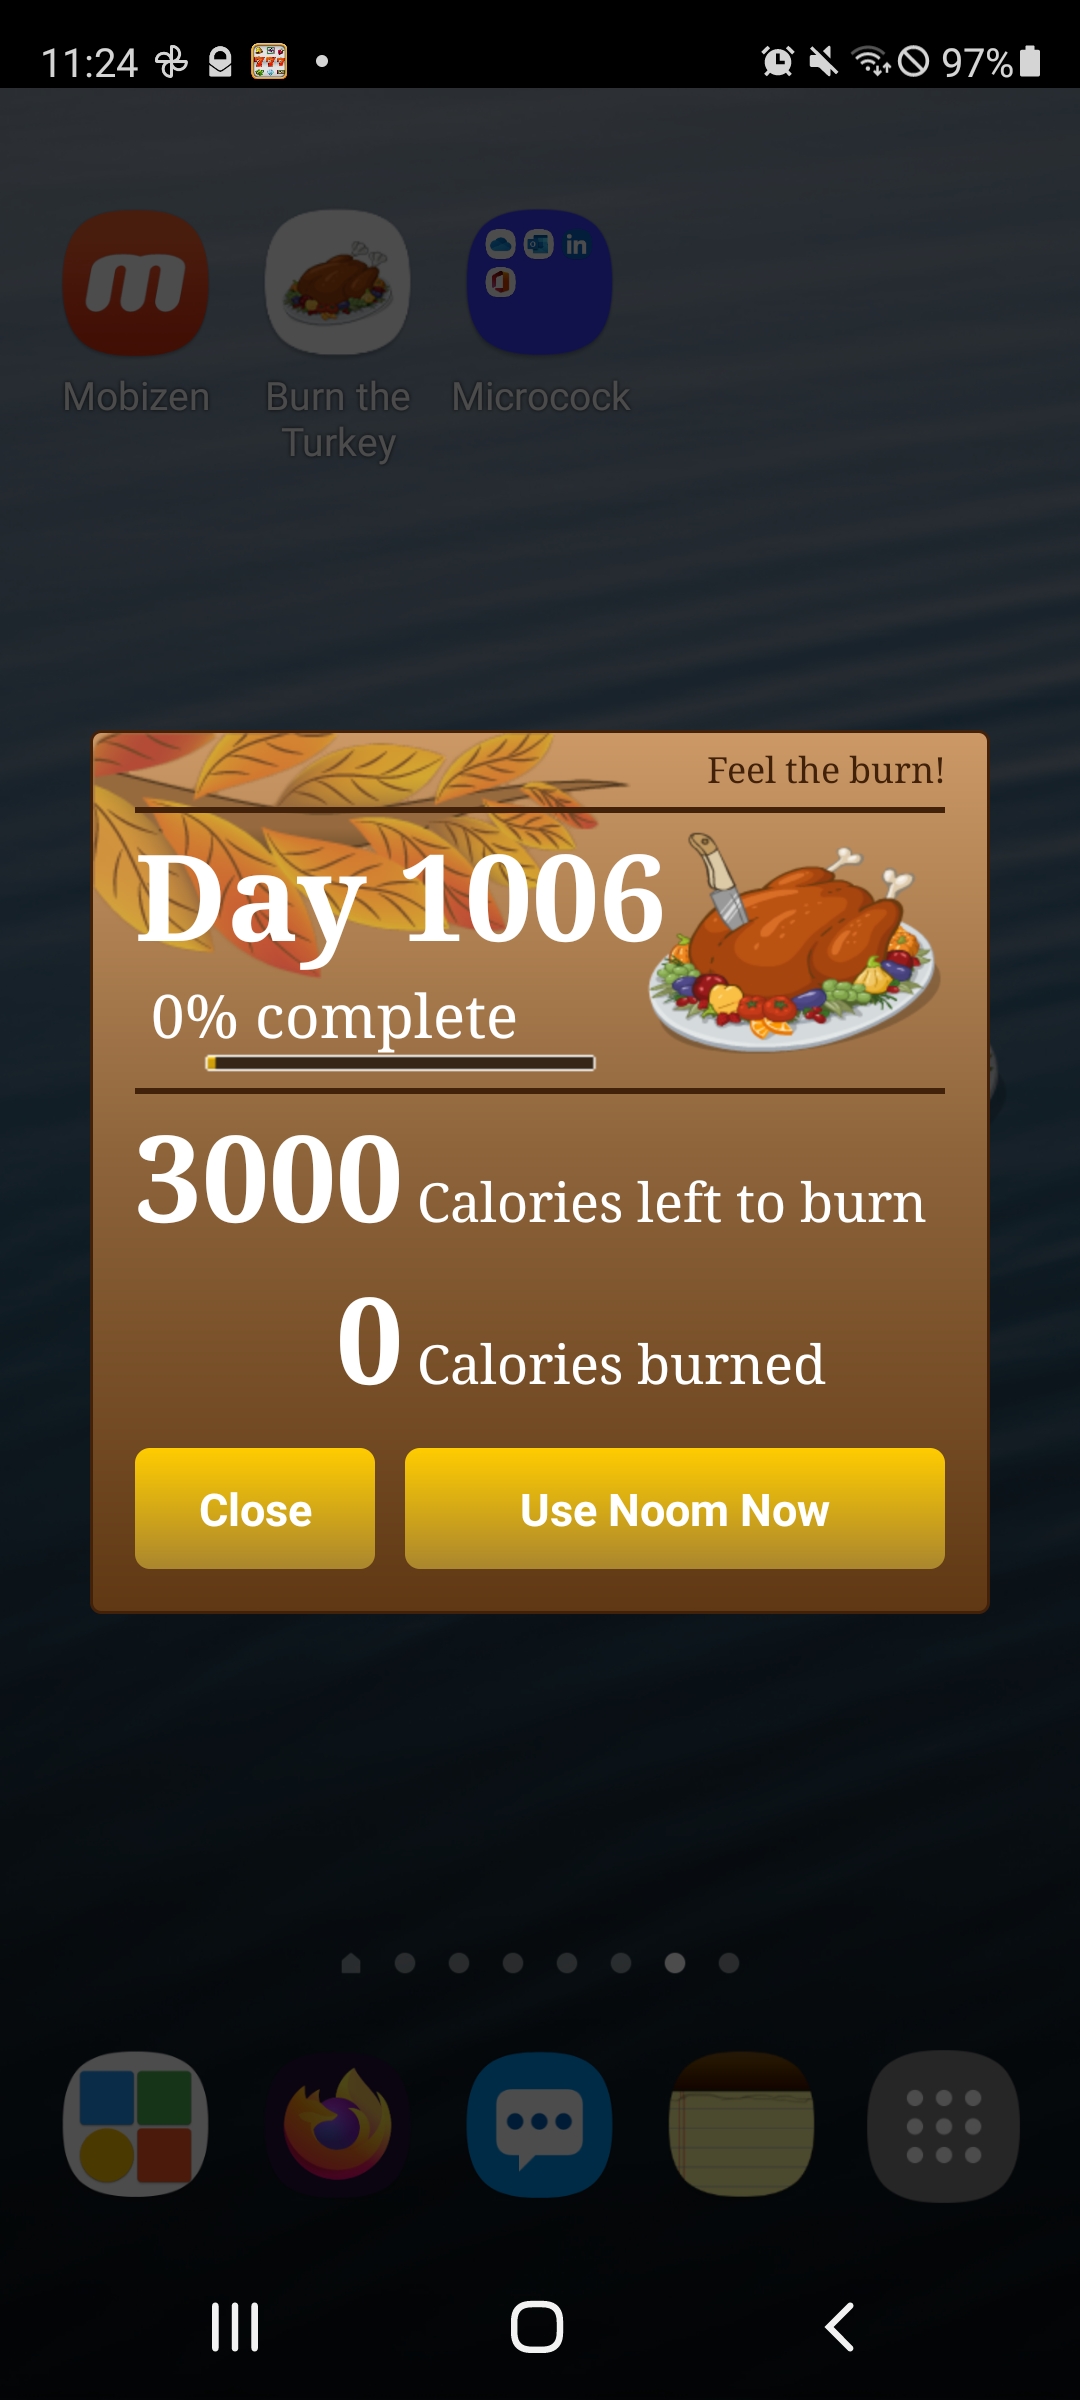 11:24
97%
Mobizen
Burn the Turkey
Microcock
Feel the burn!
Day 1006
0% complete
3000 Calories left to burn
0 Calories burned
Close
Use Noom Now